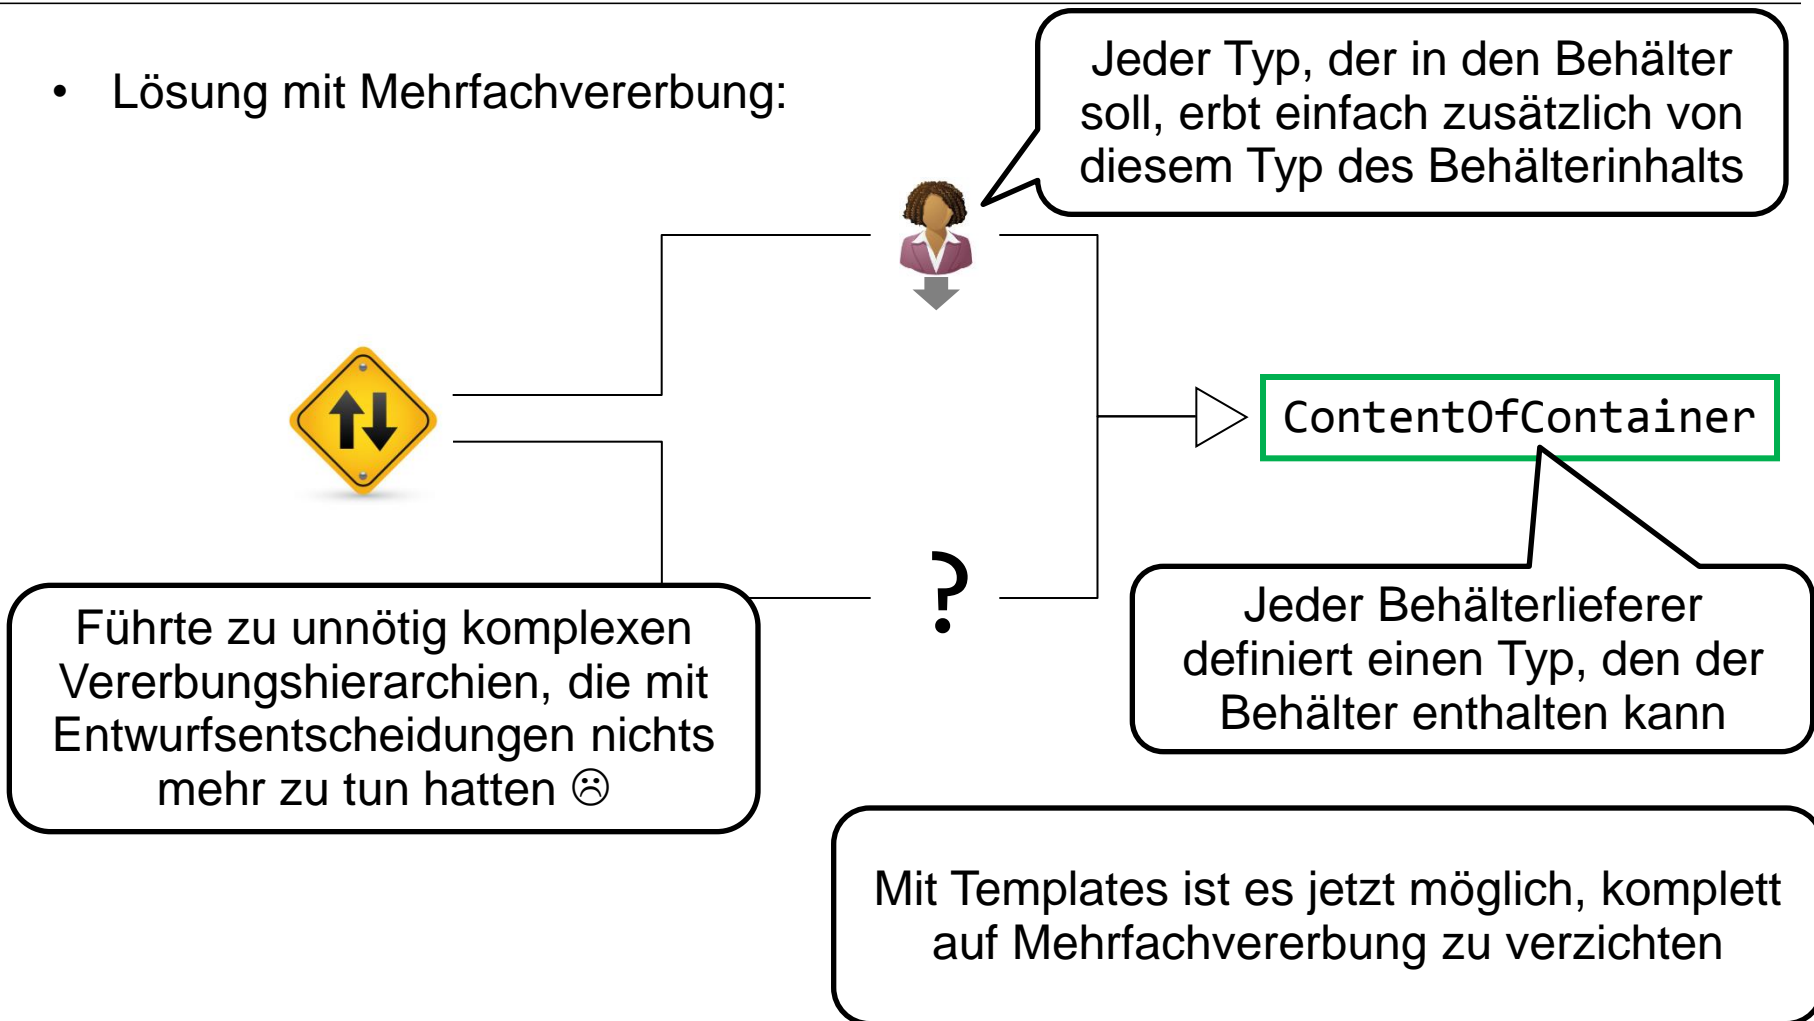 • Lösung mit Mehrfachvererbung:
Jeder Typ, der in den Behälter
soll, erbt einfach zusätzlich von
diesem Typ des Behälterinhalts
ContentOfContainer
?
Führte zu unnötig komplexen
Vererbungshierarchien, die mit
Entwurfsentscheidungen nichts
mehr zu tun hatten ☹
Jeder Behälterlieferer
definiert einen Typ, den der
Behälter enthalten kann
Mit Templates ist es jetzt möglich, komplett
auf Mehrfachvererbung zu verzichten